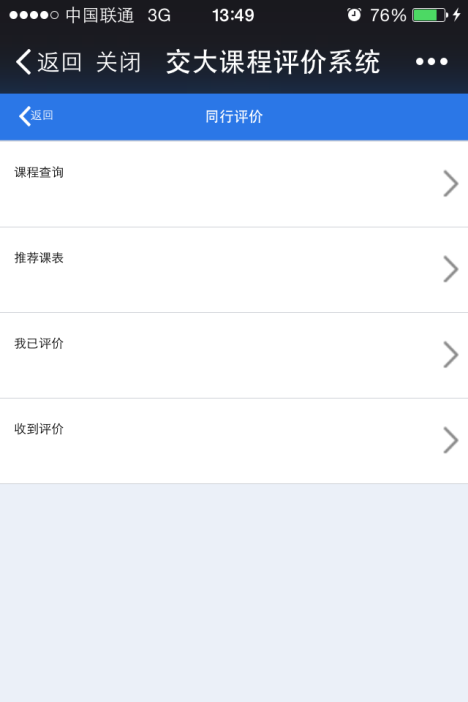 中国联通 3G 13:49 76%
返回 关闭 交大课程评价系统
返回 同行评价
课程查询
推荐课表
我已评价
收到评价